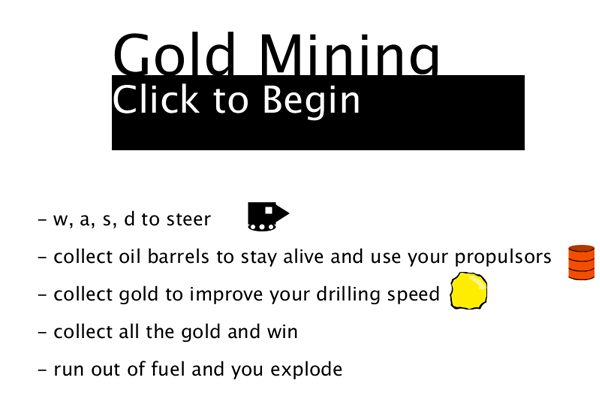 Gold Mining
Click to Begin
- w, a, s, d to steer
- collect oil barrels to stay alive and use your propulsors
- collect gold to improve your drilling speed
- collect all the gold and win
- run out of fuel and you explode